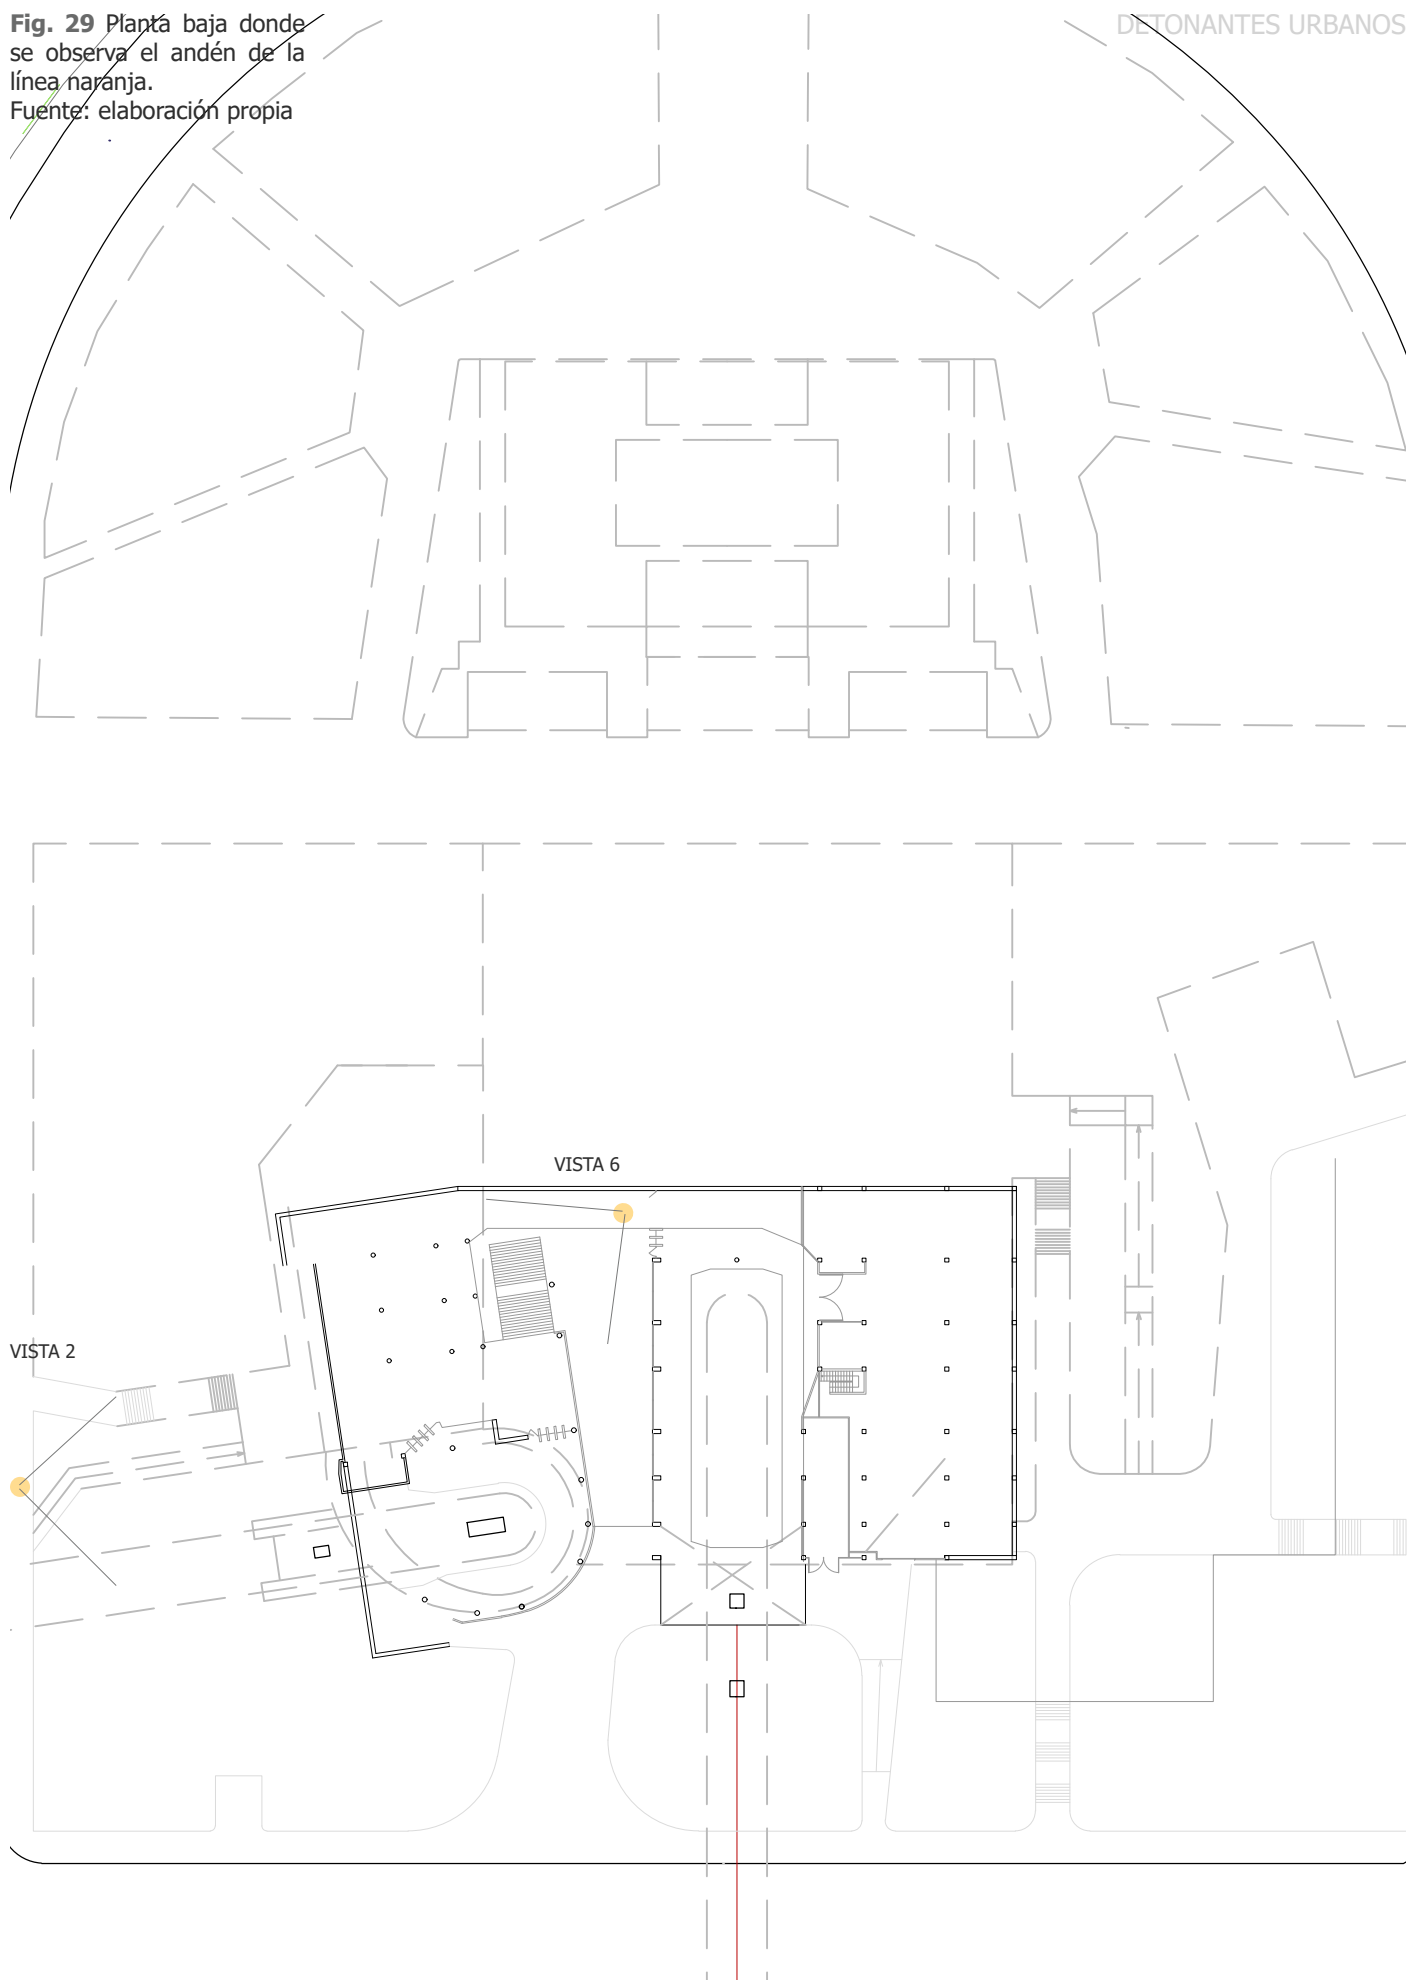 Fig. 29 Planta baja donde
se observa el andén de la
línea naranja.
Fuente: elaboración propia
DETONANTES URBANOS
VISTA 6
VISTA 2